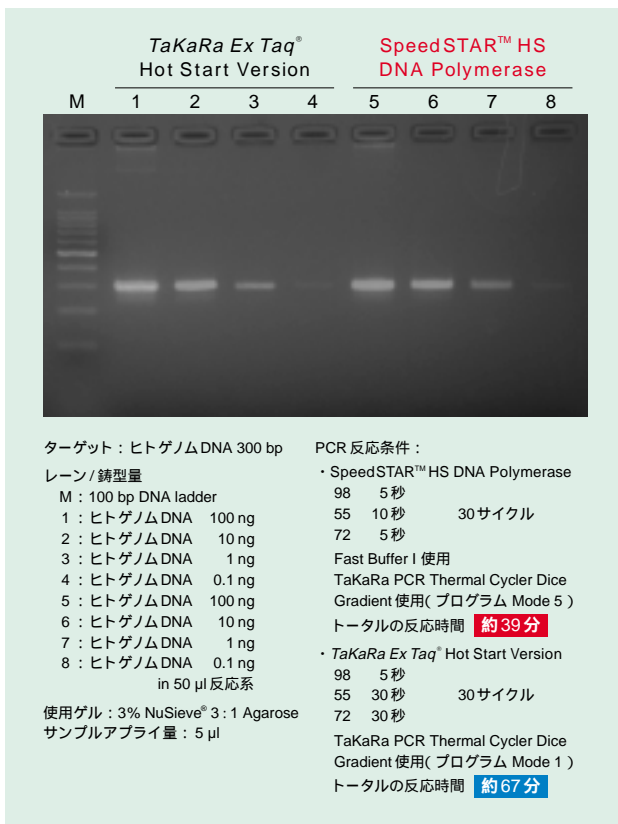 TaKaRa Ex Taq® SpeedSTAR™ HS
Hot Start Version DNA Polymerase
M 1 2 3 4 5 6 7 8
ターゲット：ヒトゲノムDNA 300 bp
レーン / 鋳型量
M：100 bp DNA ladder
1：ヒトゲノムDNA 100 ng
2：ヒトゲノムDNA 10 ng
3：ヒトゲノムDNA 1 ng
4：ヒトゲノムDNA 0.1 ng
5：ヒトゲノムDNA 100 ng
6：ヒトゲノムDNA 10 ng
7：ヒトゲノムDNA 1 ng
8：ヒトゲノムDNA 0.1 ng
in 50 µl 反応系
使用ゲル：3% NuSieve® 3 : 1 Agarose
サンプルアプライ量：5 µl
PCR 反応条件：
・SpeedSTAR™ HS DNA Polymerase
98 5 秒
55 10 秒 30 サイクル
72 5 秒
Fast Buffer I 使用
TaKaRa PCR Thermal Cycler Dice
Gradient 使用( プログラム Mode 5 )
トータルの反応時間 約39分
・TaKaRa Ex Taq® Hot Start Version
98 5 秒
55 30 秒 30 サイクル
72 30 秒
TaKaRa PCR Thermal Cycler Dice
Gradient 使用( プログラム Mode 1 )
トータルの反応時間 約67分